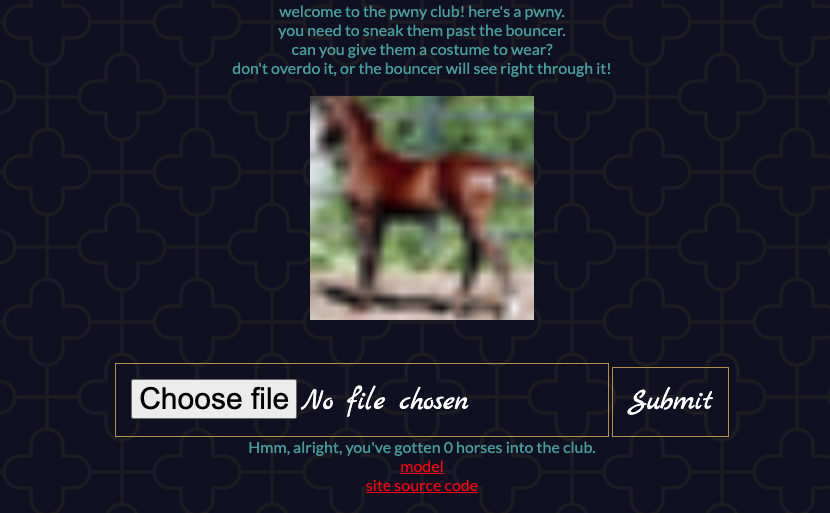 welcome to the pwny club! here's a pwny.
you need to sneak them past the bouncer.
can you give them a costume to wear?
don't overdo it, or the bouncer will see right through it!
Choose file No file chosen
Submit
Hmm, alright, you've gotten 0 horses into the club.
model
site source code